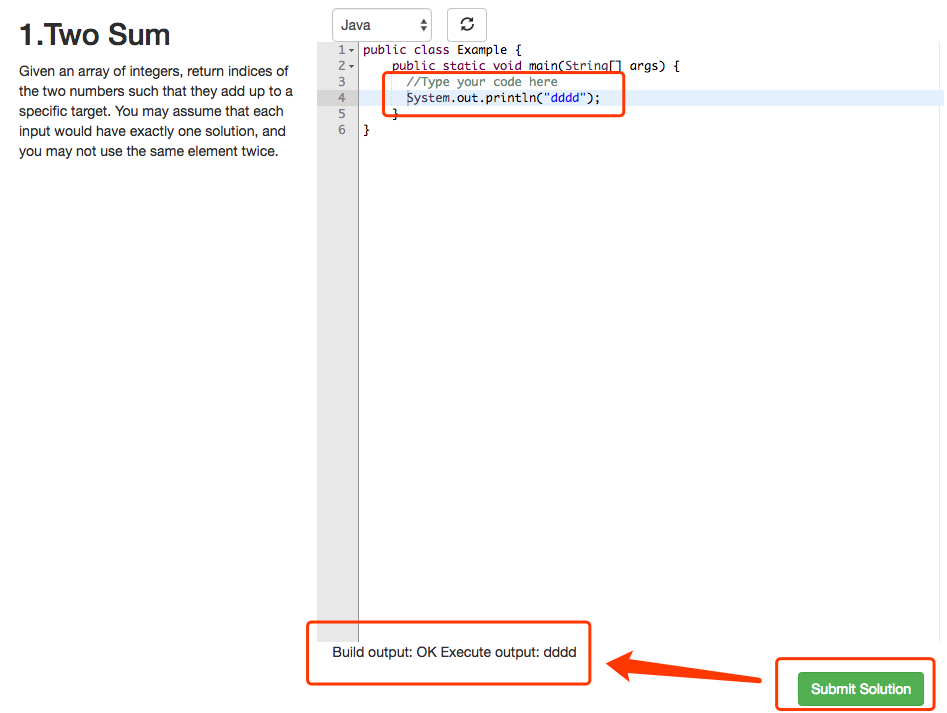 1.Two Sum
Given an array of integers, return indices of
the two numbers such that they add up to a
specific target. You may assume that each
input would have exactly one solution, and
you may not use the same element twice.
Java
1 public class Example {
2 public static void main(String[] args) {
3 //Type your code here
4 System.out.println("dddd");
5 }
6 }
Build output: OK Execute output: dddd
Submit Solution